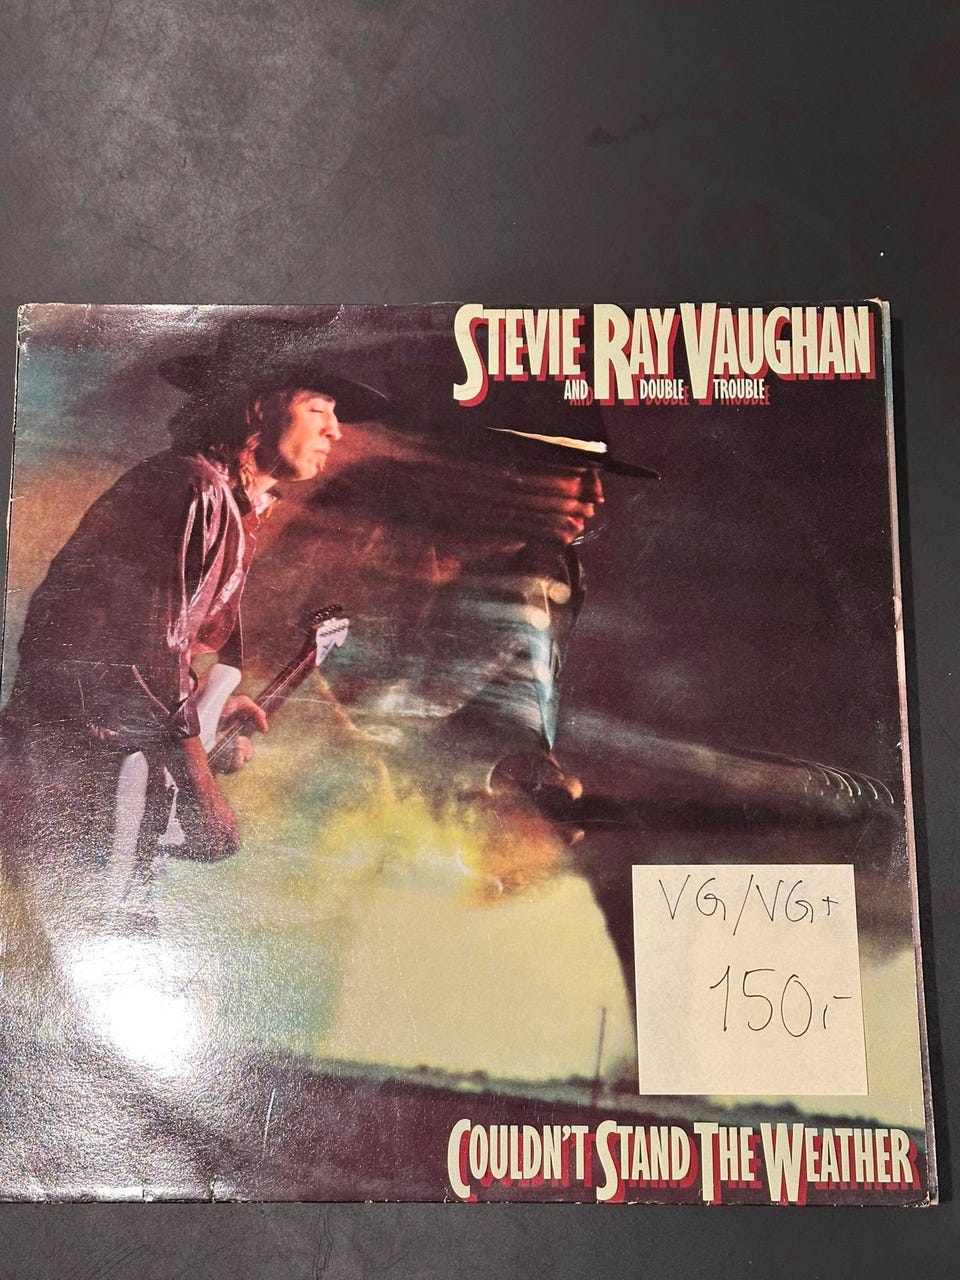 STEVIE RAY VAUGHAN
AND DOUBLE TROUBLE
VG/VG+
150,-
COULDN'T STAND THE WEATHER